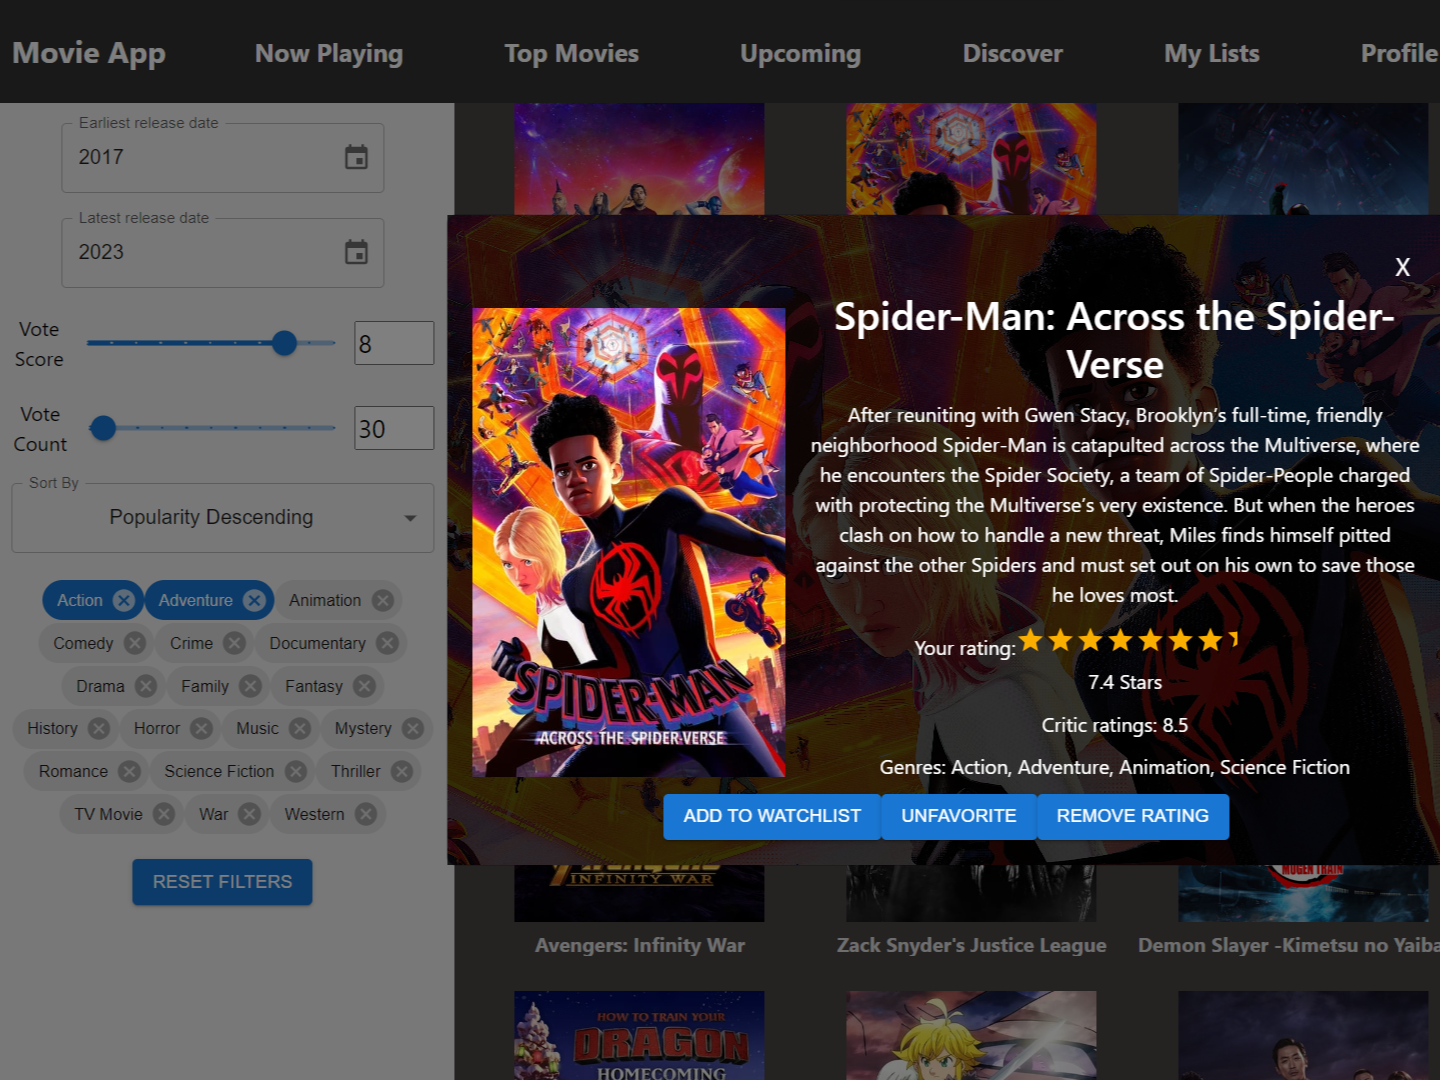 Movie App
Now Playing
Top Movies
Upcoming
Discover
My Lists
Profile
Earliest release date
2017
Latest release date
2023
Vote
Score
8
Vote
Count
30
Sort By
Popularity Descending
Action
Adventure
Animation
Comedy
Crime
Documentary
Drama
Family
Fantasy
History
Horror
Music
Mystery
Romance
Science Fiction
Thriller
TV Movie
War
Western
RESET FILTERS
X
Spider-Man: Across the Spider-
Verse
After reuniting with Gwen Stacy, Brooklyn’s full-time, friendly
neighborhood Spider-Man is catapulted across the Multiverse, where
he encounters the Spider Society, a team of Spider-People charged
with protecting the Multiverse’s very existence. But when the heroes
clash on how to handle a new threat, Miles finds himself pitted
against the other Spiders and must set out on his own to save those
he loves most.
Your rating:
7.4 Stars
Critic ratings: 8.5
Genres: Action, Adventure, Animation, Science Fiction
ADD TO WATCHLIST
UNFAVORITE
REMOVE RATING
SPIDER-MAN
ACROSS THE SPIDER-VERSE
INFINITY WAR
MUGEN TRAIN
Avengers: Infinity War
Zack Snyder's Justice League
Demon Slayer -Kimetsu no Yaiba
HOW TO TRAIN YOUR
DRAGON
HOMECOMING